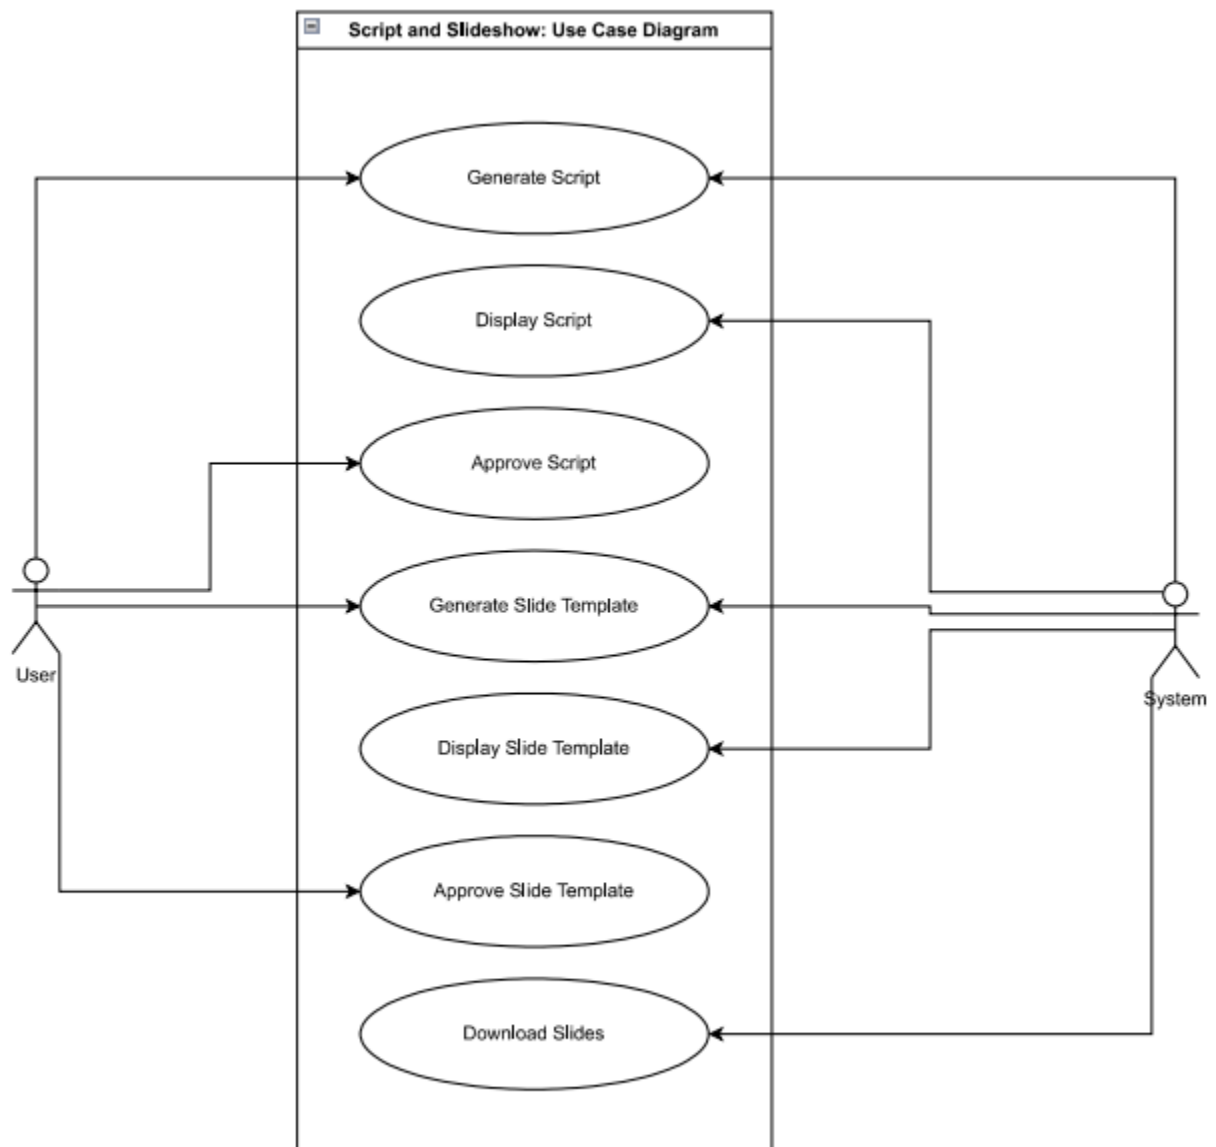 Script and Slideshow: Use Case Diagram
Generate Script
Display Script
Approve Script
Generate Slide Template
User
System
Display Slide Template
Approve Slide Template
Download Slides